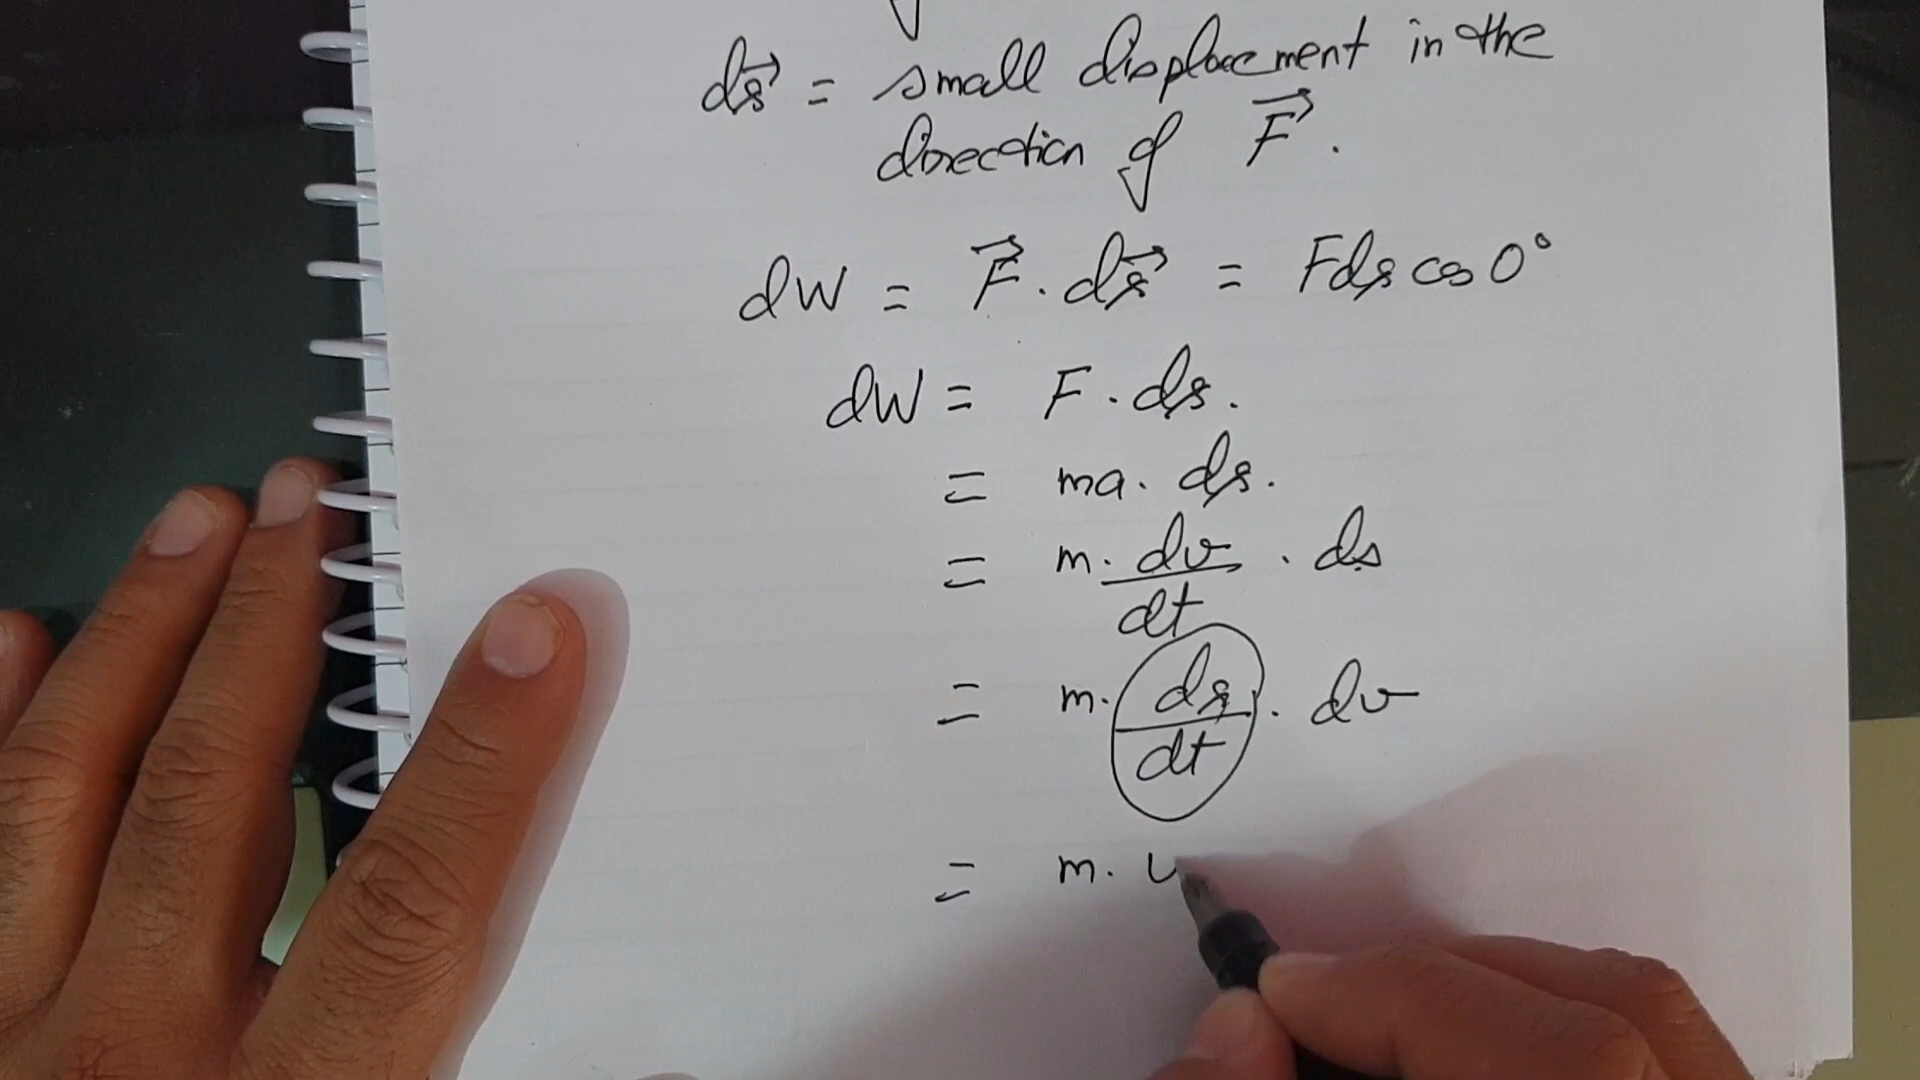 ds⃗ = small displacement in the
direction of F⃗.
dW = F⃗ . ds⃗ = Fds cos 0°
dW = F . ds.
= ma . ds.
= m . dv/dt . ds
= m . ds/dt . dv
= m . v